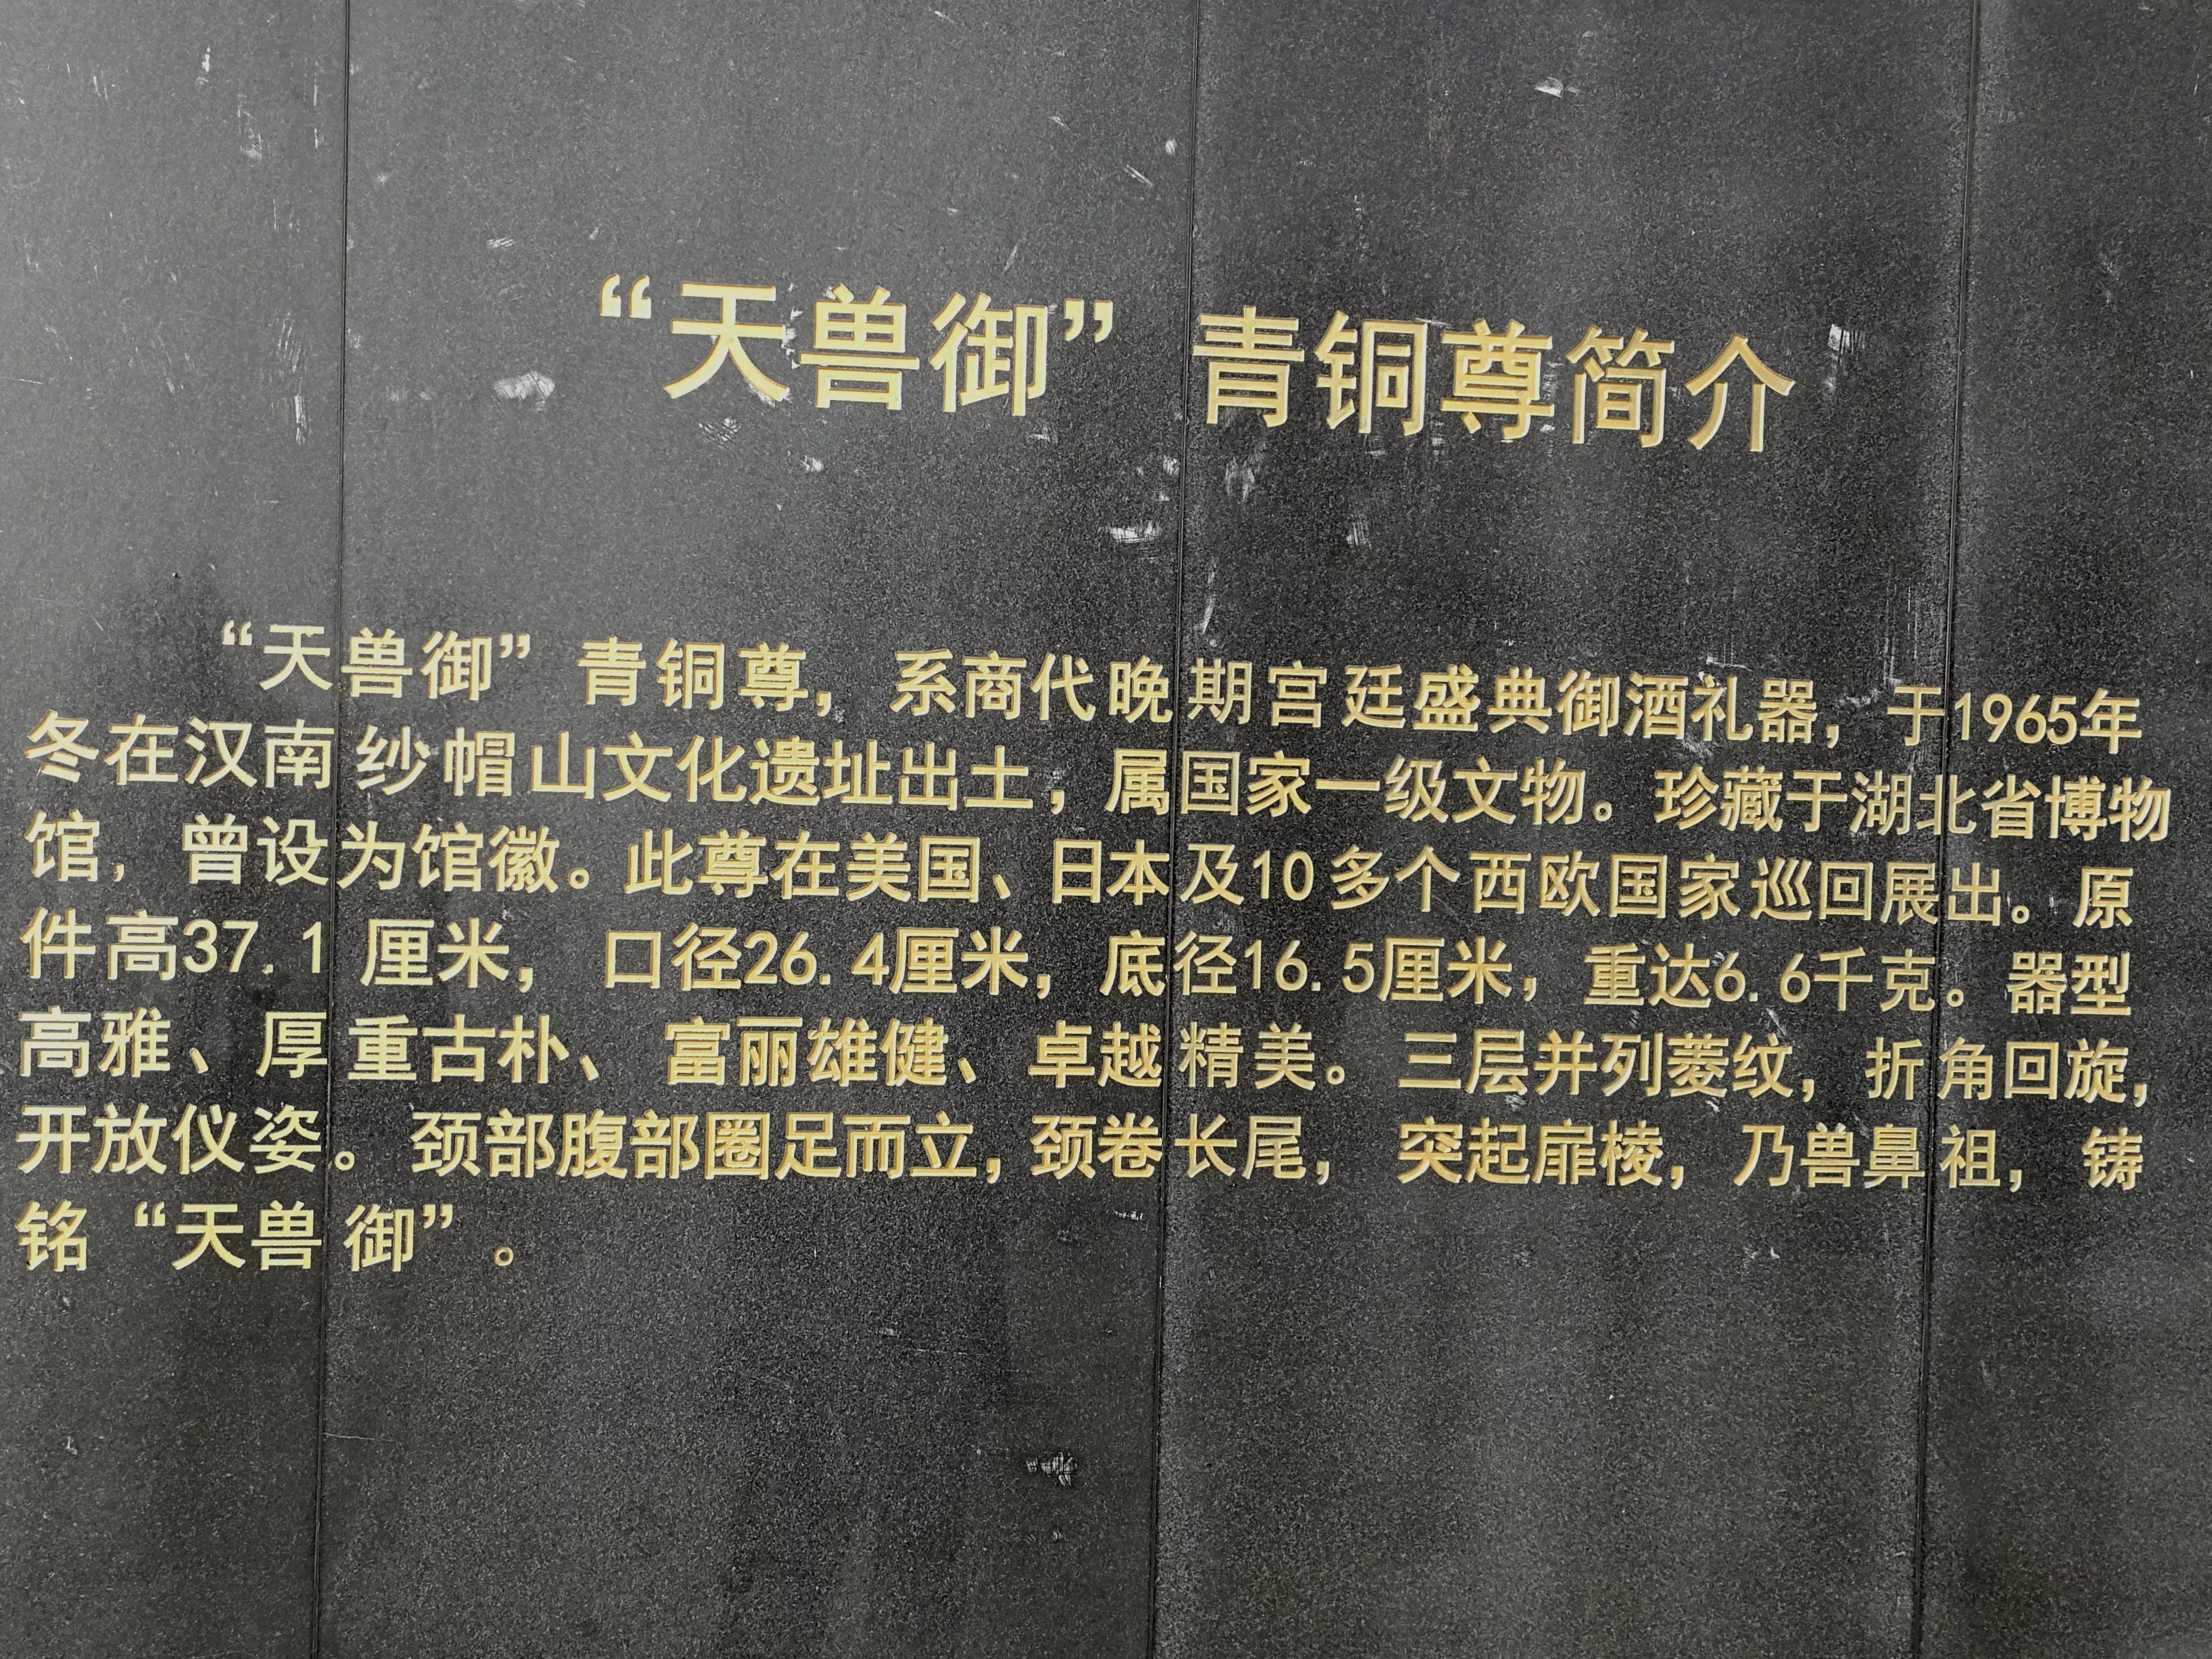 “天兽御”青铜尊简介
“天兽御”青铜尊，系商代晚期宫廷盛典御酒礼器，于1965年
冬在汉南纱帽山文化遗址出土，属国家一级文物。珍藏于湖北省博物
馆，曾设为馆徽。此尊在美国、日本及10多个西欧国家巡回展出。原
件高37.1厘米，口径26.4厘米，底径16.5厘米，重达6.6千克。器型
高雅、厚重古朴、富丽雄健、卓越精美。三层并列菱纹，折角回旋，
开放仪姿。颈部腹部圈足而立，颈卷长尾，突起扉棱，乃兽鼻祖，铸
铭“天兽御”。